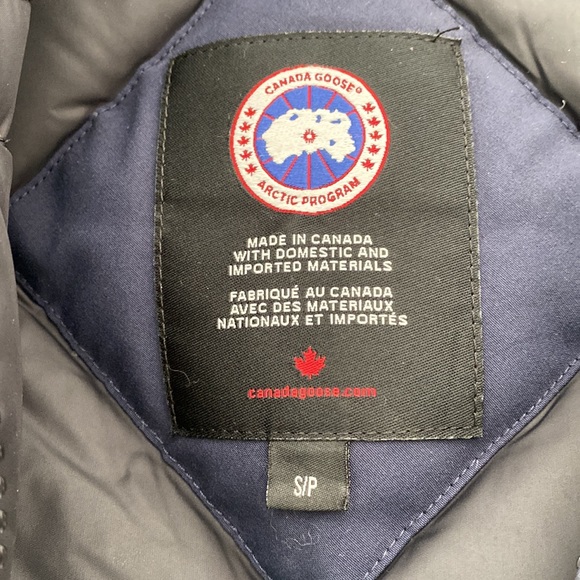 CANADA GOOSE®
ARCTIC PROGRAM
MADE IN CANADA
WITH DOMESTIC AND
IMPORTED MATERIALS
FABRIQUÉ AU CANADA
AVEC DES MATERIAUX
NATIONAUX ET IMPORTÉS
canadagoose.com
S/P